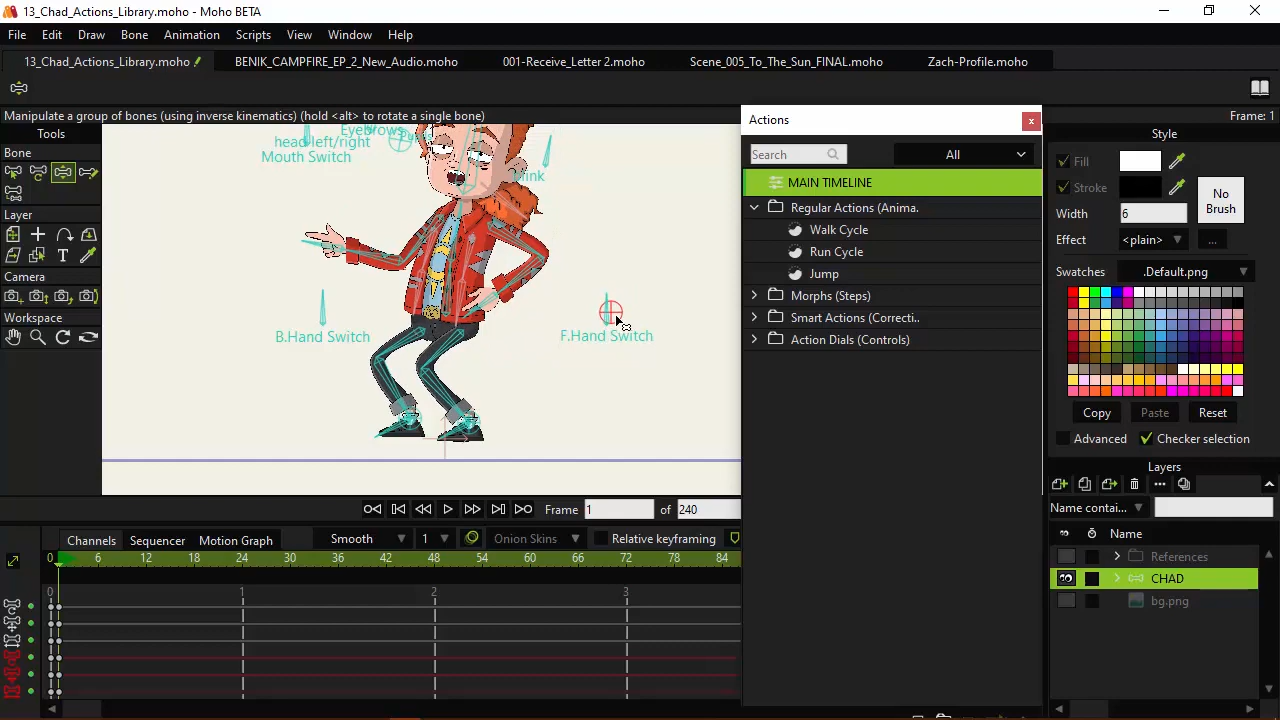 13_Chad_Actions_Library.moho - Moho BETA
File Edit Draw Bone Animation Scripts View Window Help
13_Chad_Actions_Library.moho BENIK_CAMPFIRE_EP_2_New_Audio.moho 001-Receive_Letter 2.moho Scene_005_To_The_Sun_FINAL.moho Zach-Profile.moho
Manipulate a group of bones (using inverse kinematics) (hold <alt> to rotate a single bone) Frame: 1
Tools
Bone
Layer
Camera
Workspace
Eyebrows
head left/right
Mouth Switch
B.Hand Switch
F.Hand Switch
Actions
Search All
MAIN TIMELINE
Regular Actions (Anima.
Walk Cycle
Run Cycle
Jump
Morphs (Steps)
Smart Actions (Correcti..
Action Dials (Controls)
Style
Fill
Stroke
No
Brush
Width 6
Effect <plain> ...
Swatches .Default.png
Copy Paste Reset
Advanced Checker selection
Layers
Name contai...
Name
References
CHAD
bg.png
Frame 1 of 240
Channels Sequencer Motion Graph Smooth 1 Onion Skins Relative keyframing
0 6 12 18 24 30 36 42 48 54 60 66 72 78 84
0 1 2 3